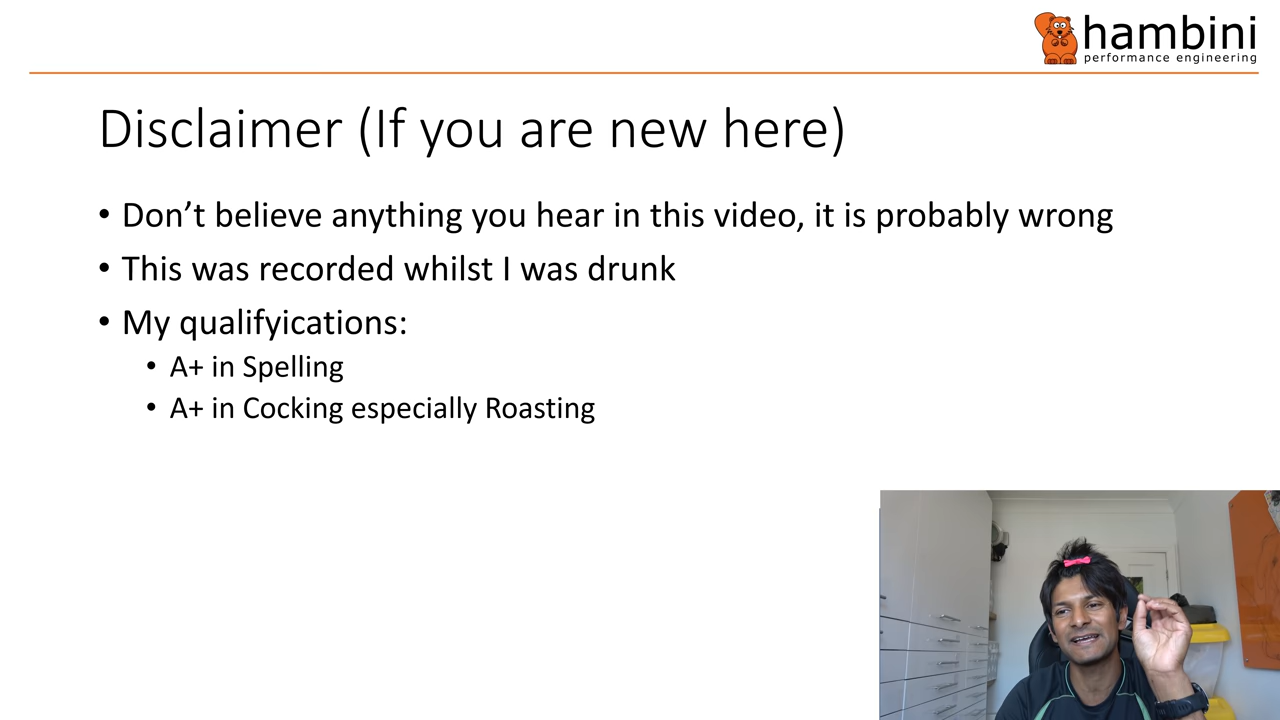 hambini
performance engineering
Disclaimer (If you are new here)
• Don’t believe anything you hear in this video, it is probably wrong
• This was recorded whilst I was drunk
• My qualifyications:
• A+ in Spelling
• A+ in Cocking especially Roasting